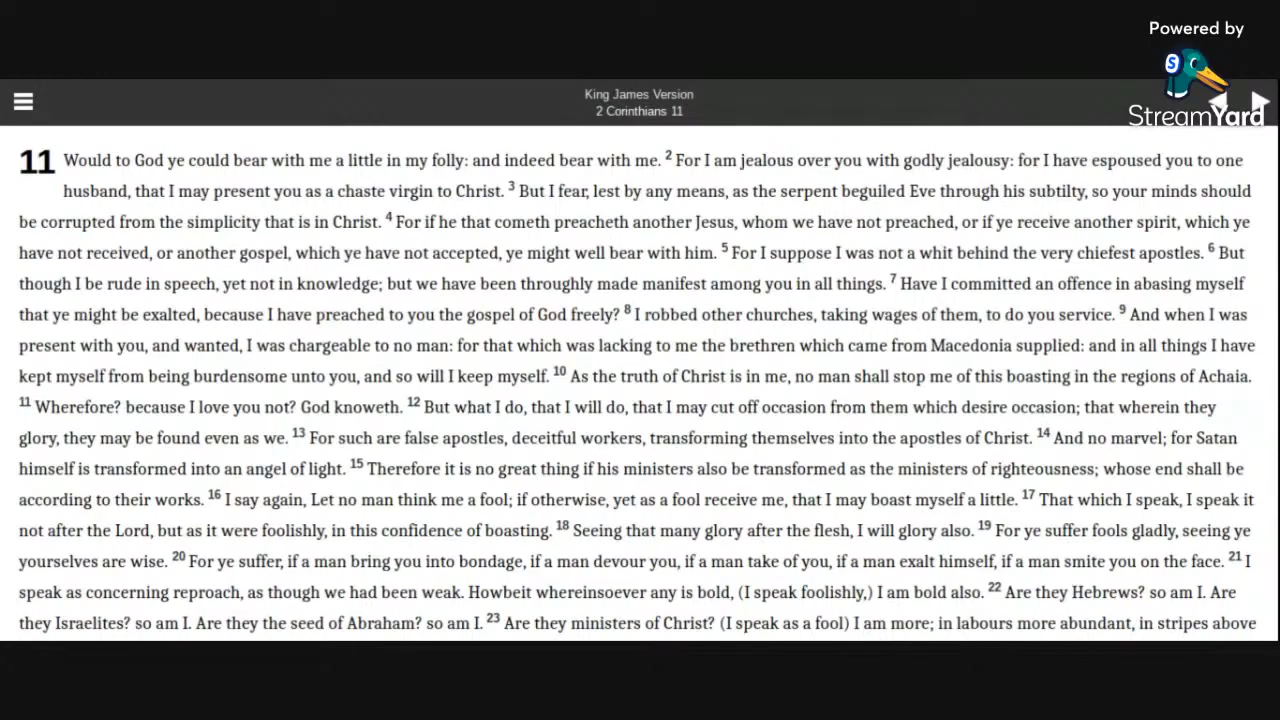 Powered by
StreamYard
King James Version
2 Corinthians 11
11 Would to God ye could bear with me a little in my folly: and indeed bear with me. 2 For I am jealous over you with godly jealousy: for I have espoused you to one
husband, that I may present you as a chaste virgin to Christ. 3 But I fear, lest by any means, as the serpent beguiled Eve through his subtilty, so your minds should
be corrupted from the simplicity that is in Christ. 4 For if he that cometh preacheth another Jesus, whom we have not preached, or if ye receive another spirit, which ye
have not received, or another gospel, which ye have not accepted, ye might well bear with him. 5 For I suppose I was not a whit behind the very chiefest apostles. 6 But
though I be rude in speech, yet not in knowledge; but we have been throughly made manifest among you in all things. 7 Have I committed an offence in abasing myself
that ye might be exalted, because I have preached to you the gospel of God freely? 8 I robbed other churches, taking wages of them, to do you service. 9 And when I was
present with you, and wanted, I was chargeable to no man: for that which was lacking to me the brethren which came from Macedonia supplied: and in all things I have
kept myself from being burdensome unto you, and so will I keep myself. 10 As the truth of Christ is in me, no man shall stop me of this boasting in the regions of Achaia.
11 Wherefore? because I love you not? God knoweth. 12 But what I do, that I will do, that I may cut off occasion from them which desire occasion; that wherein they
glory, they may be found even as we. 13 For such are false apostles, deceitful workers, transforming themselves into the apostles of Christ. 14 And no marvel; for Satan
himself is transformed into an angel of light. 15 Therefore it is no great thing if his ministers also be transformed as the ministers of righteousness; whose end shall be
according to their works. 16 I say again, Let no man think me a fool; if otherwise, yet as a fool receive me, that I may boast myself a little. 17 That which I speak, I speak it
not after the Lord, but as it were foolishly, in this confidence of boasting. 18 Seeing that many glory after the flesh, I will glory also. 19 For ye suffer fools gladly, seeing ye
yourselves are wise. 20 For ye suffer, if a man bring you into bondage, if a man devour you, if a man take of you, if a man exalt himself, if a man smite you on the face. 21 I
speak as concerning reproach, as though we had been weak. Howbeit whereinsoever any is bold, (I speak foolishly,) I am bold also. 22 Are they Hebrews? so am I. Are
they Israelites? so am I. Are they the seed of Abraham? so am I. 23 Are they ministers of Christ? (I speak as a fool) I am more; in labours more abundant, in stripes above